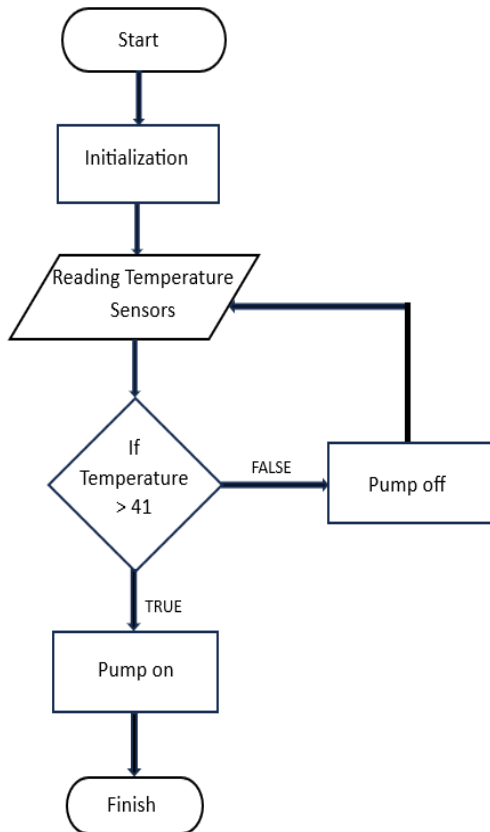 Start
Initialization
Reading Temperature
Sensors
If
Temperature
> 41
FALSE
Pump off
TRUE
Pump on
Finish